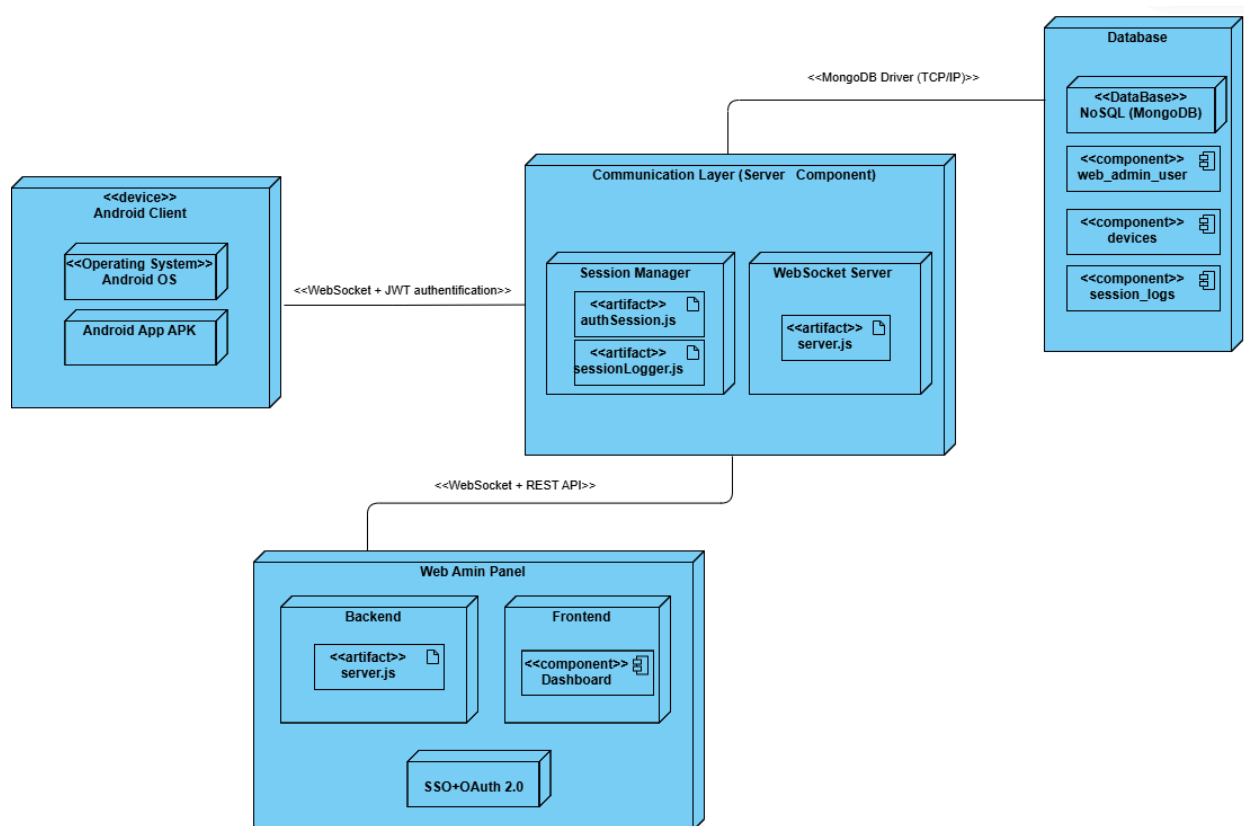 Database
<<MongoDB Driver (TCP/IP)>>
<<DataBase>>
NoSQL (MongoDB)
<<component>>
web_admin_user
<<component>>
devices
<<component>>
session_logs
Communication Layer (Server Component)
Session Manager
<<artifact>>
authSession.js
<<artifact>>
sessionLogger.js
WebSocket Server
<<artifact>>
server.js
<<device>>
Android Client
<<Operating System>>
Android OS
Android App APK
<<WebSocket + JWT authentification>>
<<WebSocket + REST API>>
Web Amin Panel
Backend
<<artifact>>
server.js
Frontend
<<component>>
Dashboard
SSO+OAuth 2.0